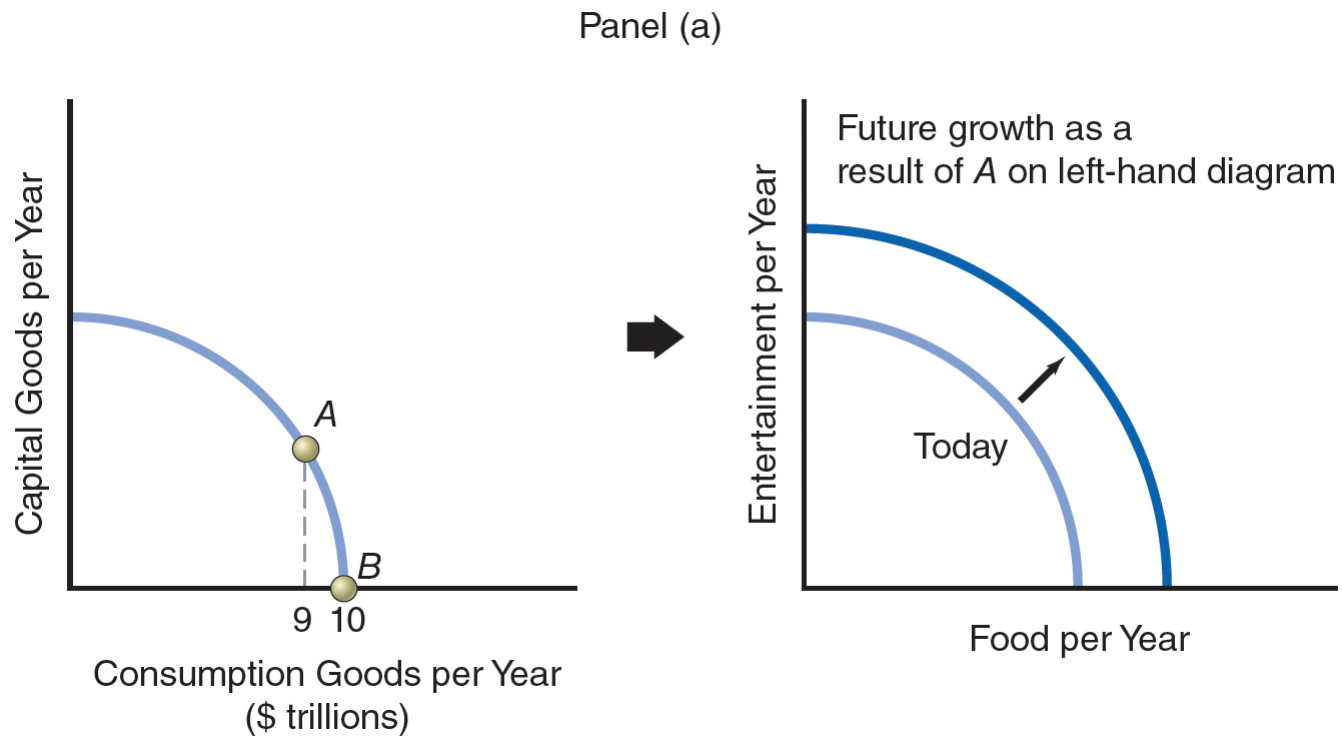 Panel (a)
Capital Goods per Year
A
B
9 10
Consumption Goods per Year
($ trillions)
Future growth as a
result of A on left-hand diagram
Entertainment per Year
Today
Food per Year